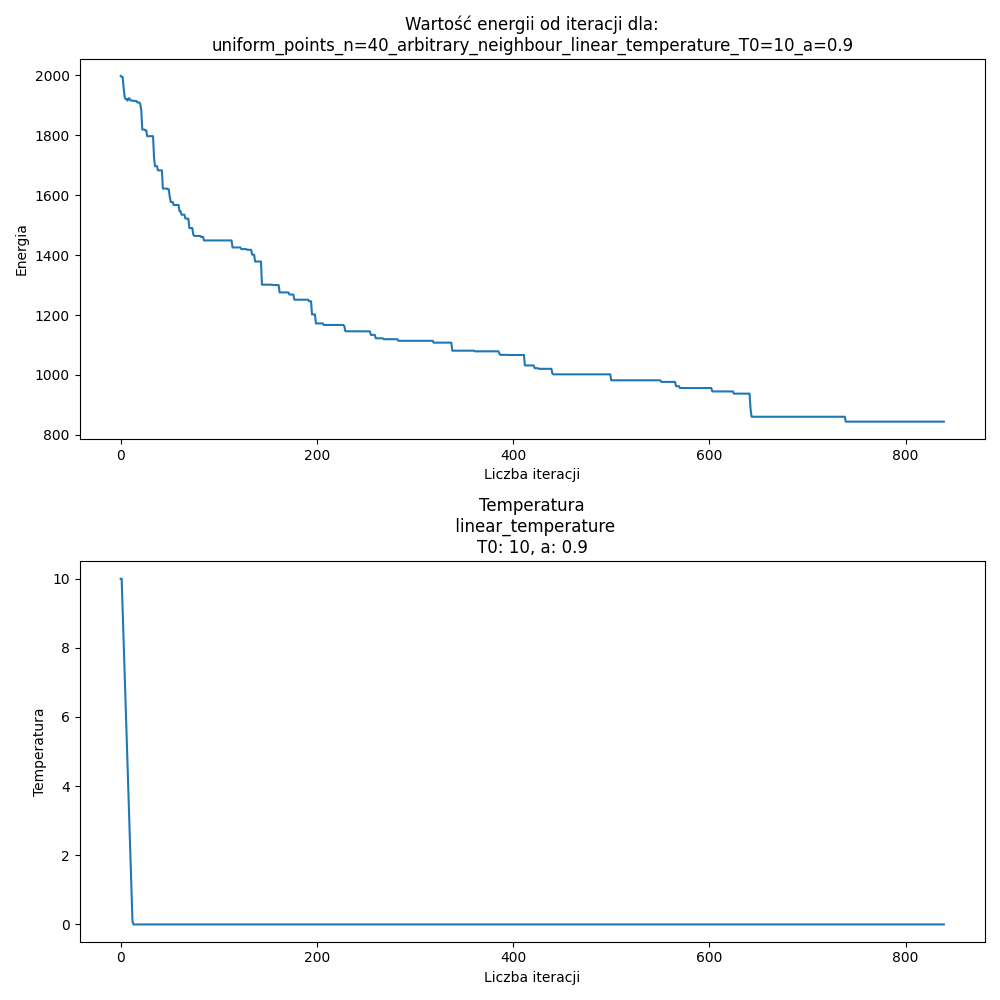 Wartość energii od iteracji dla:
uniform_points_n=40_arbitrary_neighbour_linear_temperature_T0=10_a=0.9
2000
1800
1600
1400
1200
1000
800
Energia
0 200 400 600 800
Liczba iteracji
Temperatura
linear_temperature
T0: 10, a: 0.9
10
8
6
4
2
0
Temperatura
0 200 400 600 800
Liczba iteracji